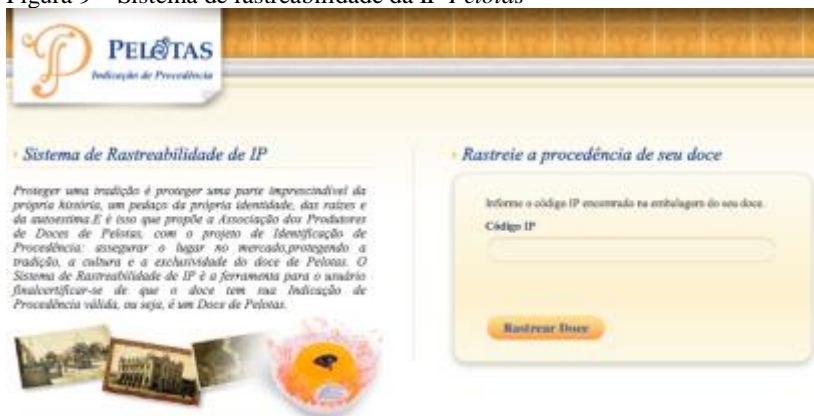 Figura 9 – Sistema de rastreabilidade da IP Pelotas
PELOTAS
Indicação de Procedência
Sistema de Rastreabilidade de IP
Proteger uma tradição é proteger uma parte imprescindível da
própria história, um pedaço da própria identidade, das raízes e
da autoestima.E é isso que propõe a Associação dos Produtores
de Doces de Pelotas, com o projeto de Identificação de
Procedência: assegurar o lugar no mercado,protegendo a
tradição, a cultura e a exclusividade do doce de Pelotas. O
Sistema de Rastreabilidade de IP é a ferramenta para o usuário
finalcertificar-se de que o doce tem sua Indicação de
Procedência válida, ou seja, é um Doce de Pelotas.
Rastreie a procedência de seu doce
Informe o código IP encontrado na embalagem do seu doce.
Código IP
Rastrear Doce